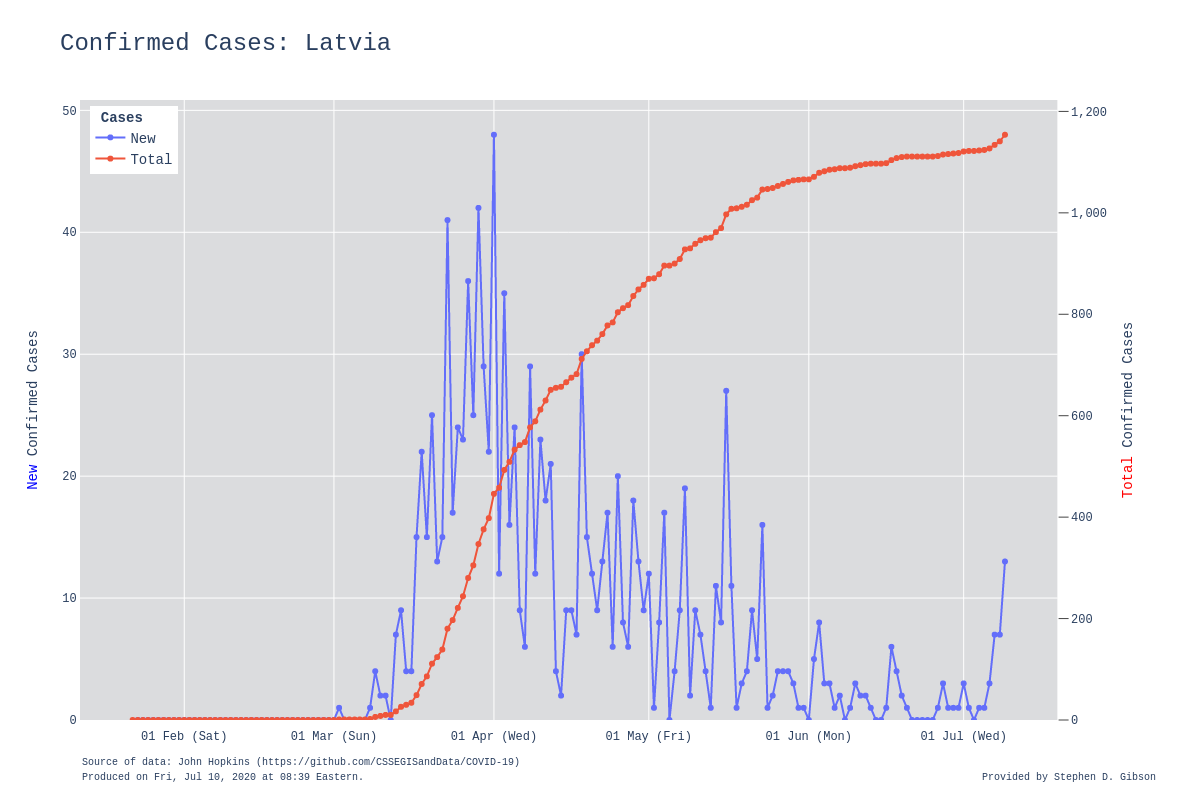 Confirmed Cases: Latvia
Cases
New
Total
50
40
30
20
10
0
1,200
1,000
800
600
400
200
0
New Confirmed Cases
Total Confirmed Cases
01 Feb (Sat)
01 Mar (Sun)
01 Apr (Wed)
01 May (Fri)
01 Jun (Mon)
01 Jul (Wed)
Source of data: John Hopkins (https://github.com/CSSEGISandData/COVID-19)
Produced on Fri, Jul 10, 2020 at 08:39 Eastern.
Provided by Stephen D. Gibson